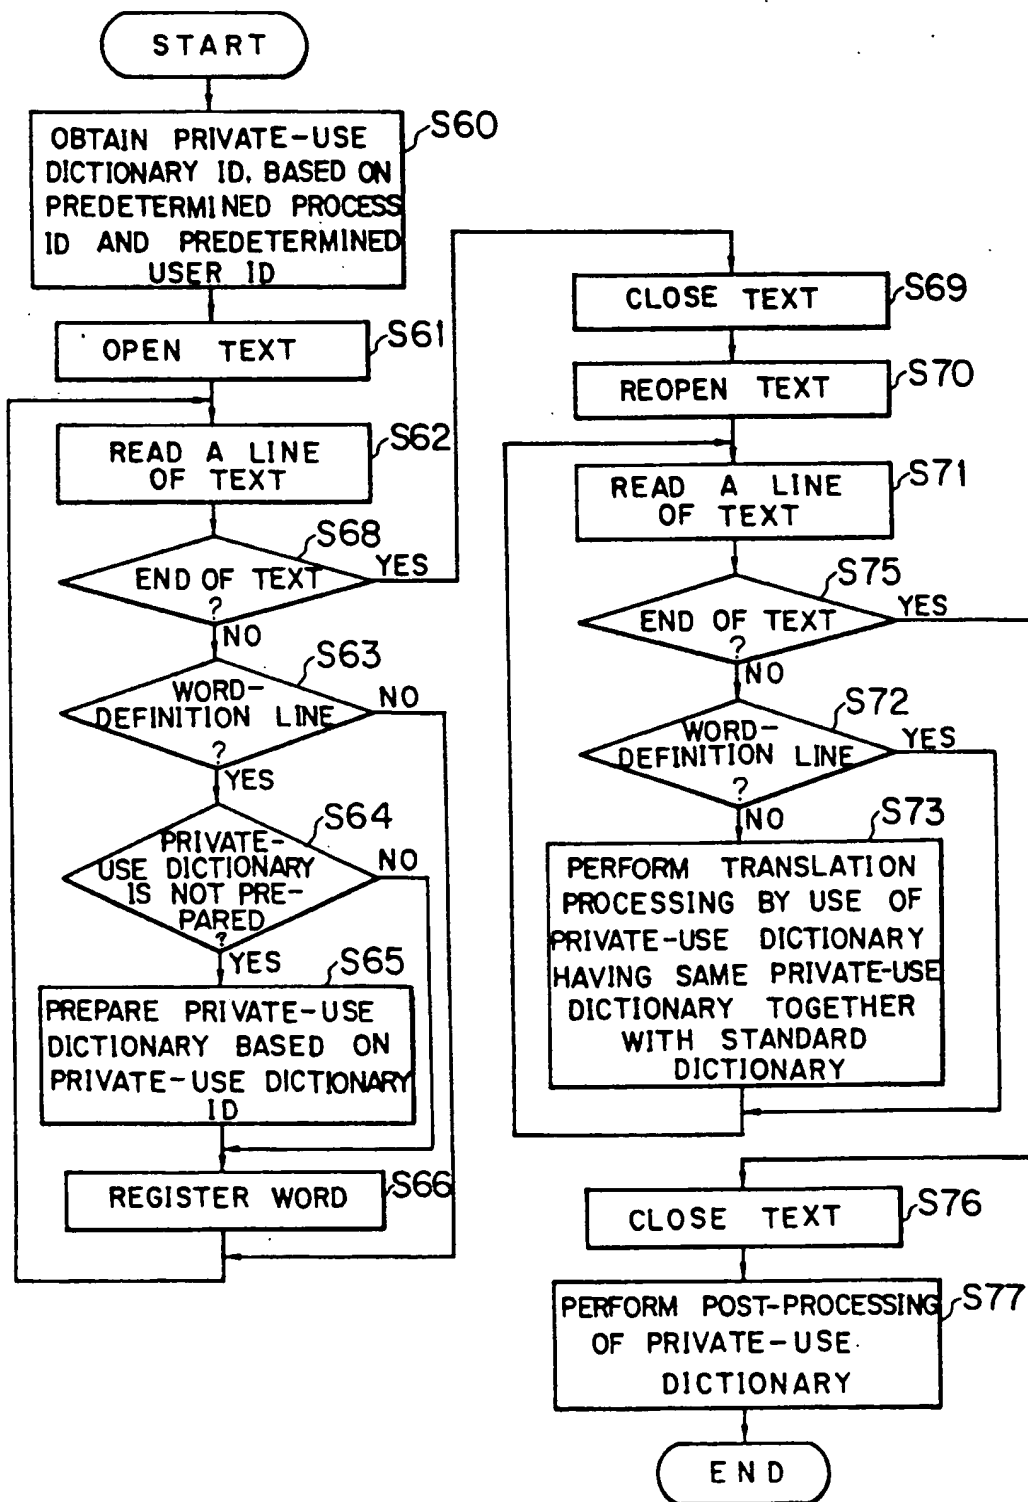 START
S60
OBTAIN PRIVATE-USE
DICTIONARY ID. BASED ON
PREDETERMINED PROCESS
ID AND PREDETERMINED
USER ID
S61
OPEN TEXT
S62
READ A LINE
OF TEXT
S68
END OF TEXT
?
YES
NO
S63
WORD-
DEFINITION LINE
?
NO
YES
S64
PRIVATE-
USE DICTIONARY
IS NOT PRE-
PARED
?
NO
YES
S65
PREPARE PRIVATE-USE
DICTIONARY BASED ON
PRIVATE-USE DICTIONARY
ID
S66
REGISTER WORD
S69
CLOSE TEXT
S70
REOPEN TEXT
S71
READ A LINE
OF TEXT
S75
END OF TEXT
?
YES
NO
S72
WORD-
DEFINITION LINE
?
YES
NO
S73
PERFORM TRANSLATION
PROCESSING BY USE OF
PRIVATE-USE DICTIONARY
HAVING SAME PRIVATE-USE
DICTIONARY TOGETHER
WITH STANDARD
DICTIONARY
S76
CLOSE TEXT
S77
PERFORM POST-PROCESSING
OF PRIVATE-USE
DICTIONARY
END